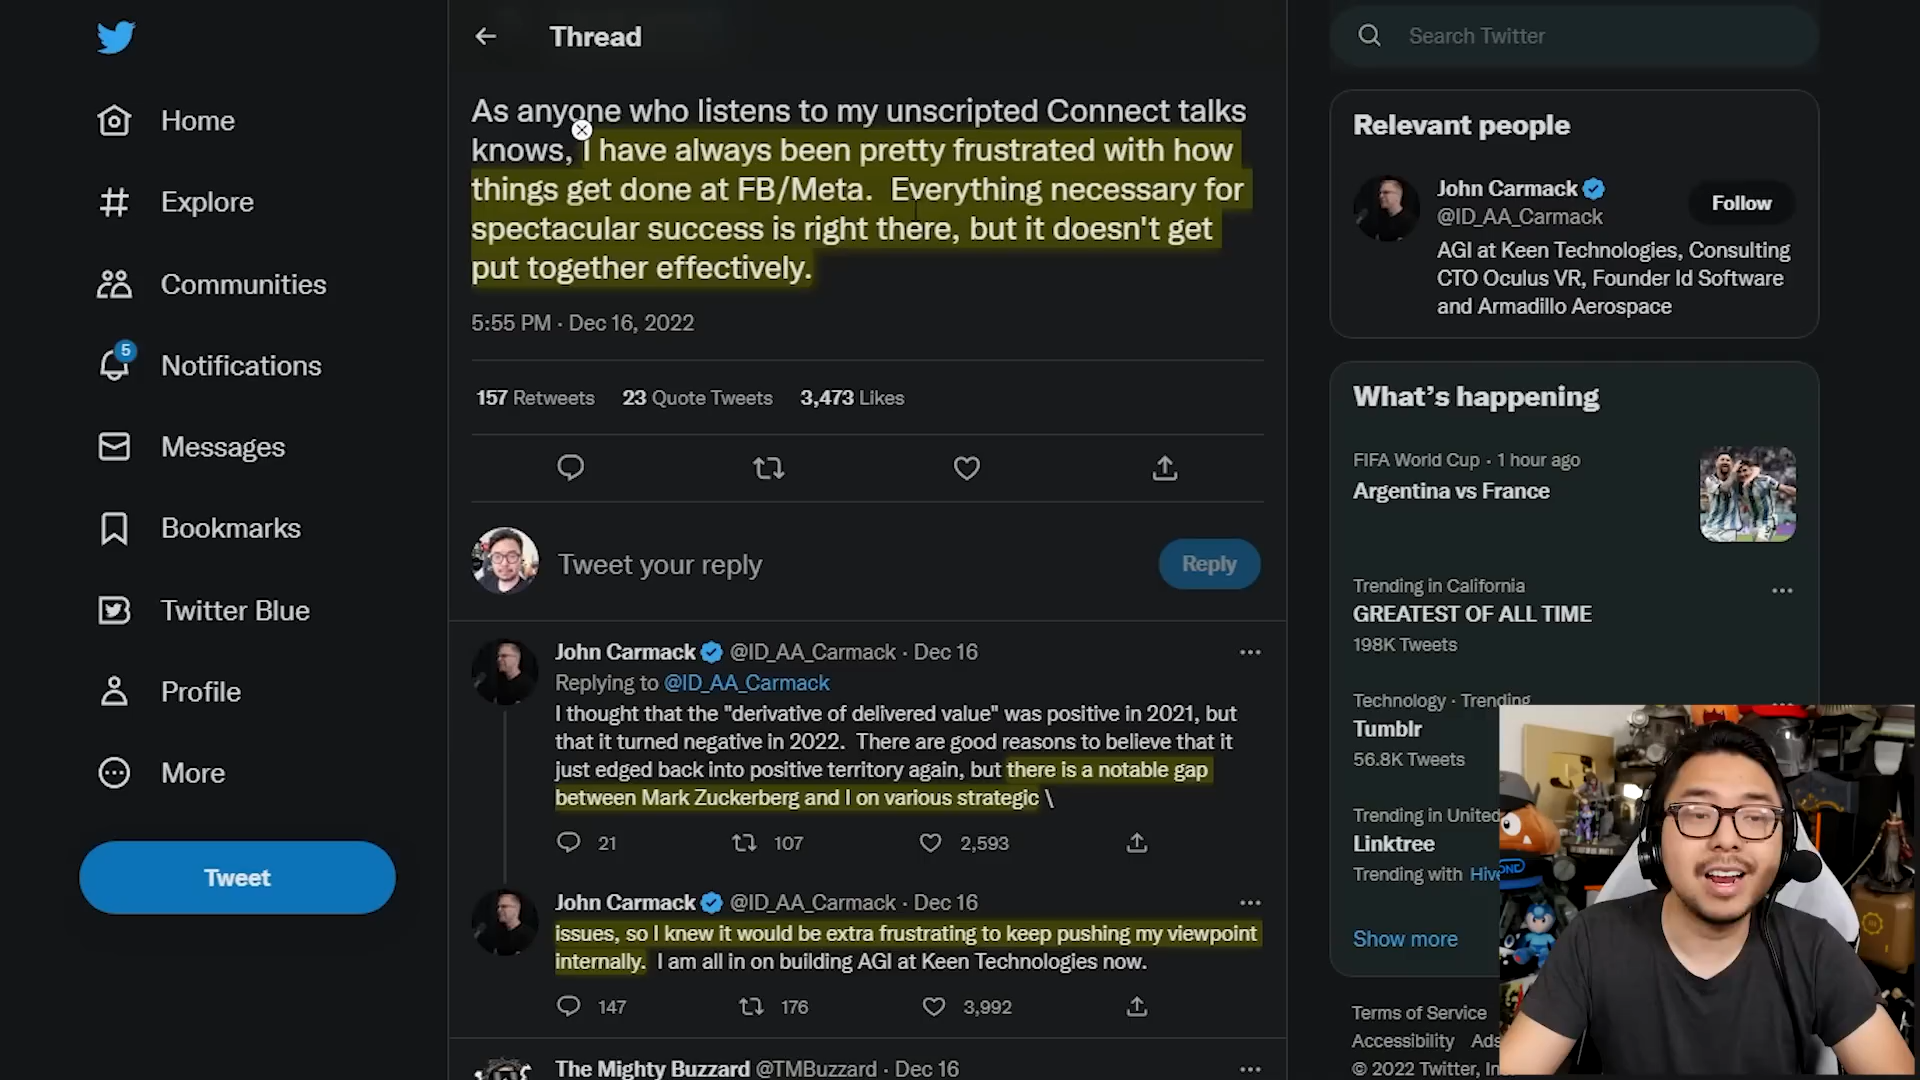 Home
Explore
Communities
5
Notifications
Messages
Bookmarks
Twitter Blue
Profile
More
Tweet
Thread
As anyone who listens to my unscripted Connect talks
knows, I have always been pretty frustrated with how
things get done at FB/Meta.  Everything necessary for
spectacular success is right there, but it doesn't get
put together effectively.
5:55 PM · Dec 16, 2022
157 Retweets 23 Quote Tweets 3,473 Likes
Tweet your reply
Reply
John Carmack @ID_AA_Carmack · Dec 16
Replying to @ID_AA_Carmack
I thought that the "derivative of delivered value" was positive in 2021, but
that it turned negative in 2022.  There are good reasons to believe that it
just edged back into positive territory again, but there is a notable gap
between Mark Zuckerberg and I on various strategic \
21 107 2,593
John Carmack @ID_AA_Carmack · Dec 16
issues, so I knew it would be extra frustrating to keep pushing my viewpoint
internally.  I am all in on building AGI at Keen Technologies now.
147 176 3,992
The Mighty Buzzard @TMBuzzard · Dec 16
Search Twitter
Relevant people
John Carmack
@ID_AA_Carmack
Follow
AGI at Keen Technologies, Consulting
CTO Oculus VR, Founder Id Software
and Armadillo Aerospace
What's happening
FIFA World Cup · 1 hour ago
Argentina vs France
Trending in California
GREATEST OF ALL TIME
198K Tweets
Technology · Trending
Tumblr
56.8K Tweets
Trending in United
Linktree
Trending with Hive
Show more
Terms of Service
Accessibility Ads
© 2022 Twitter, In